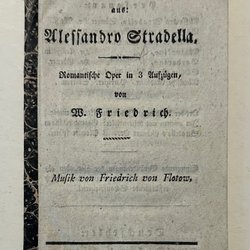 aus:
Alessandro Stradella.
Romantische Oper in 3 Aufzügen,
von
W. Friedrich.
Musik von Friedrich von Flotow.